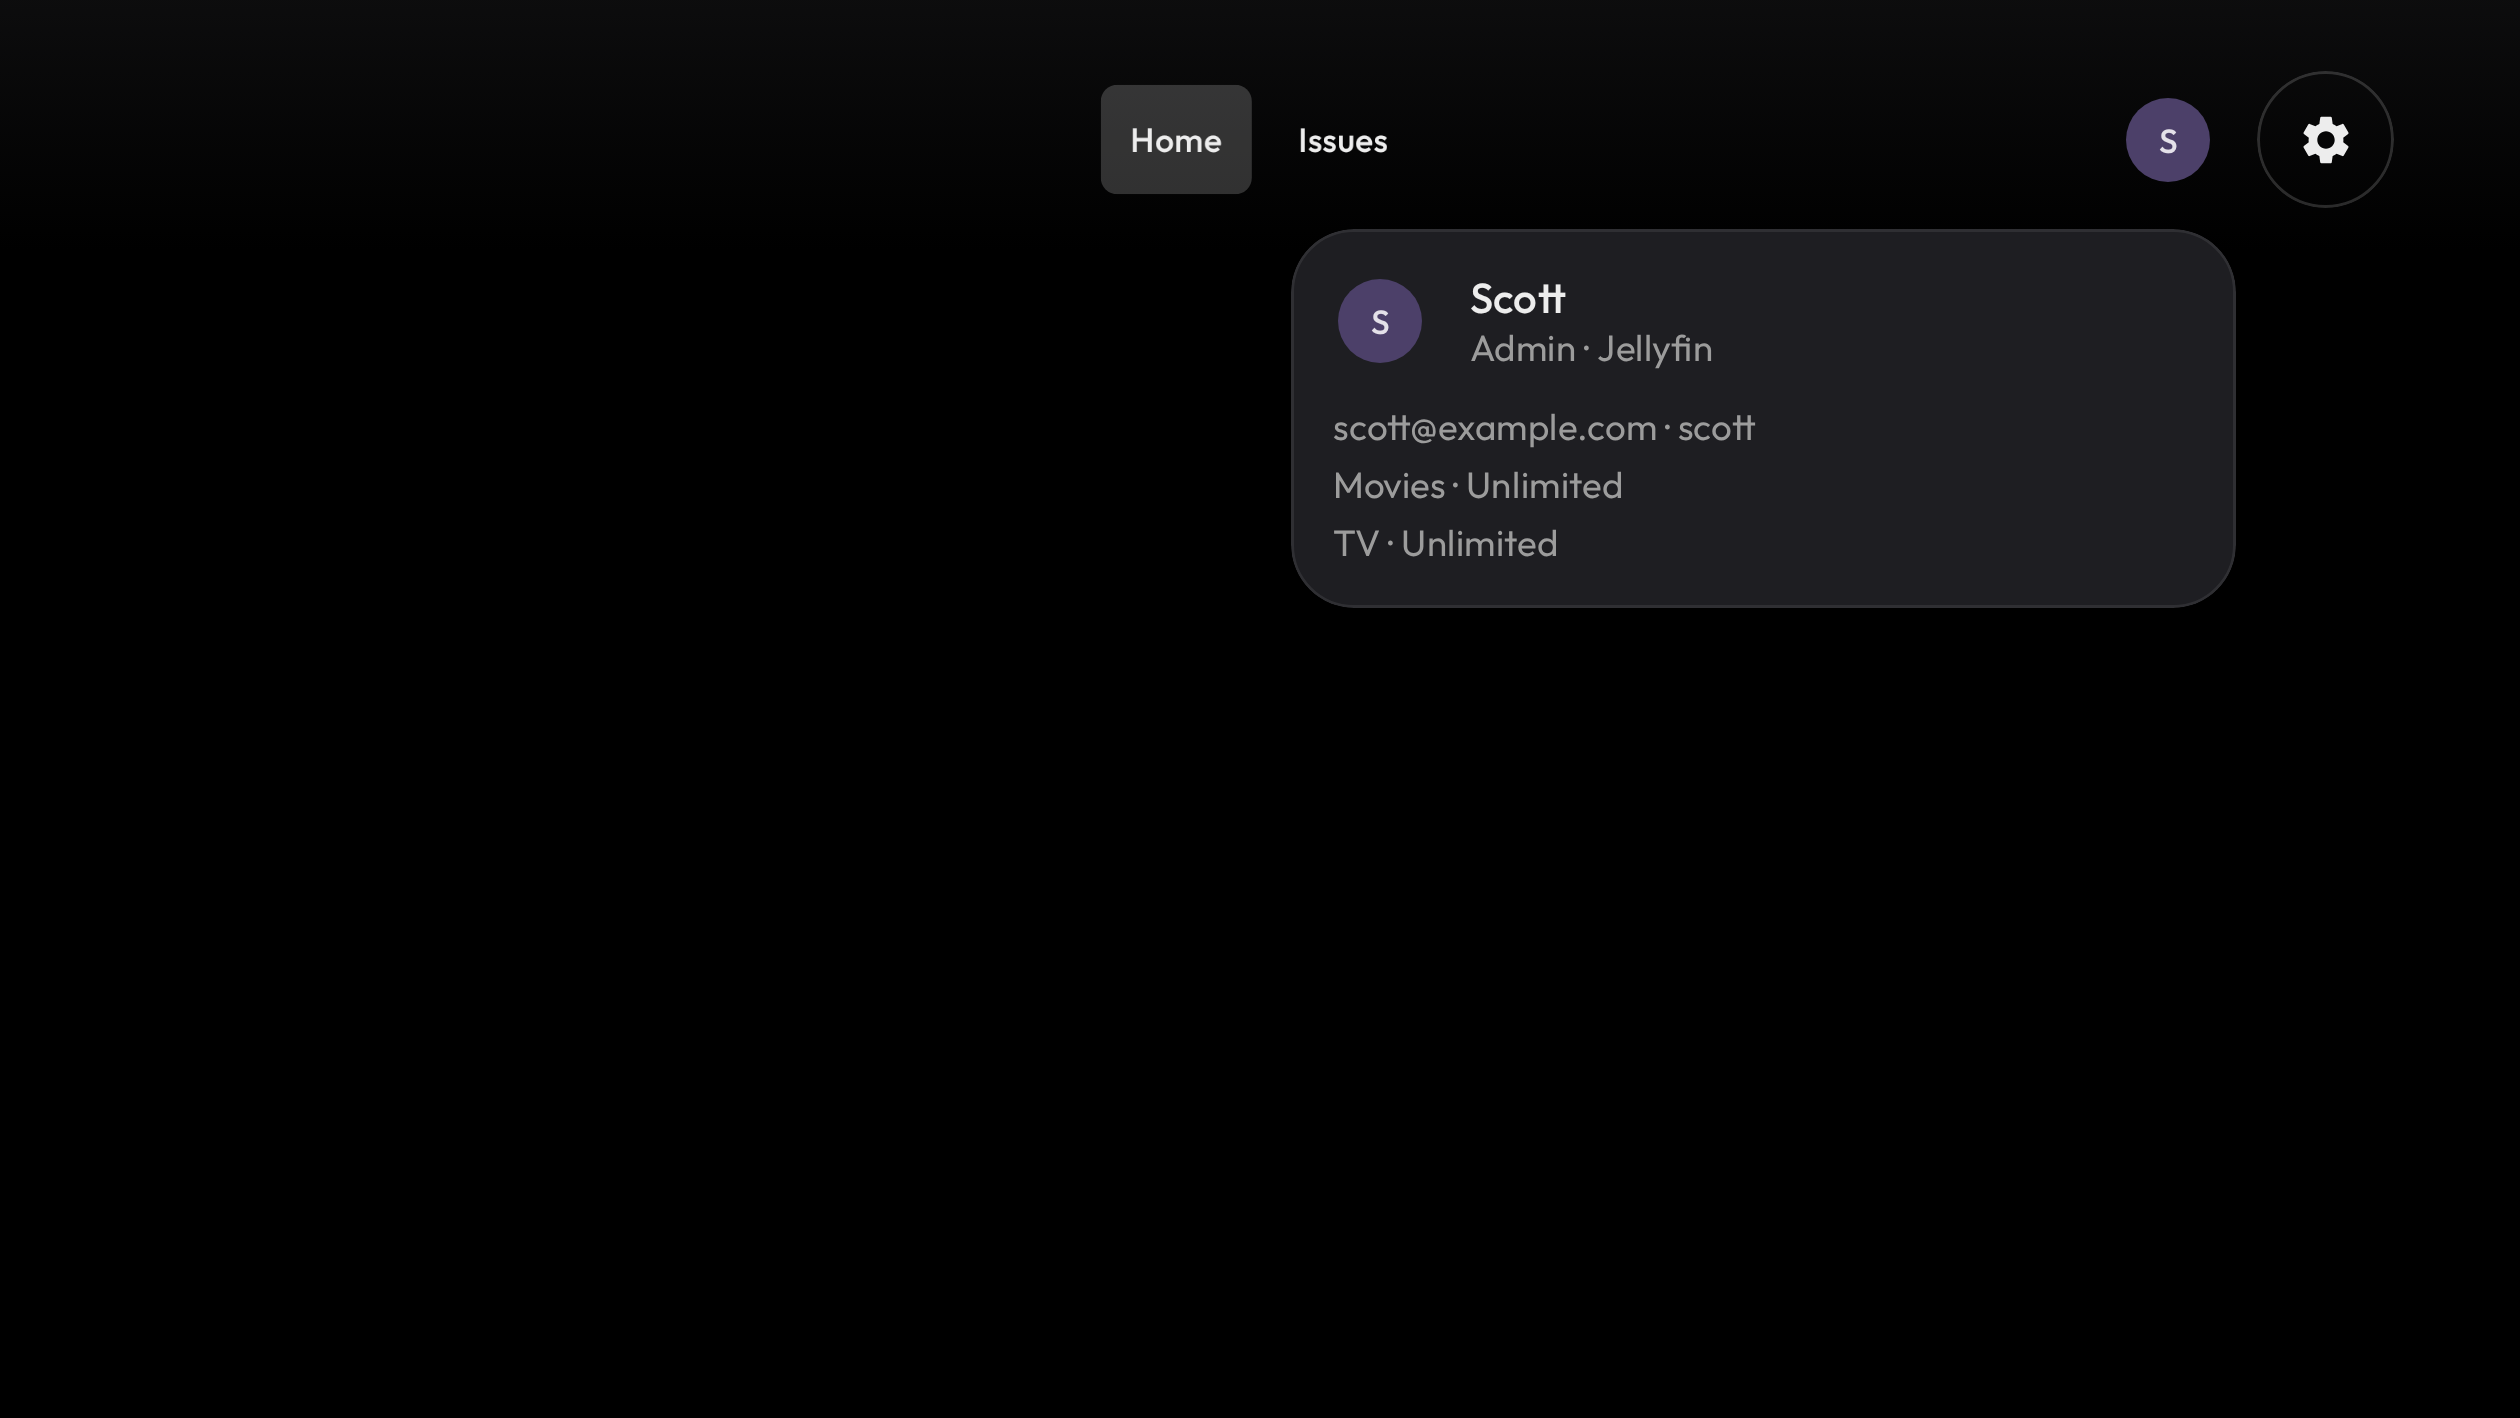 Home Issues S
S Scott
Admin · Jellyfin
scott@example.com · scott
Movies · Unlimited
TV · Unlimited